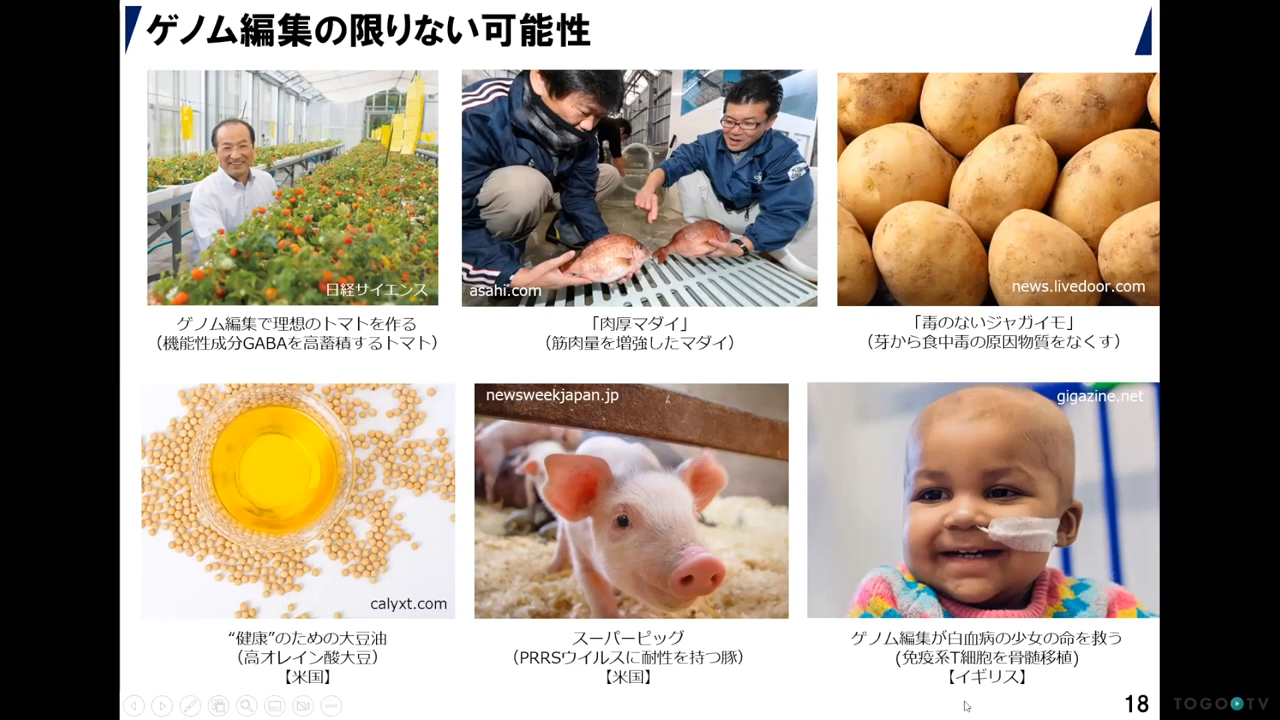 ゲノム編集の限りない可能性
日経サイエンス
asahi.com
news.livedoor.com
ゲノム編集で理想のトマトを作る
（機能性成分GABAを高蓄積するトマト）
「肉厚マダイ」
（筋肉量を増強したマダイ）
「毒のないジャガイモ」
（芽から食中毒の原因物質をなくす）
calyxt.com
newsweekjapan.jp
gigazine.net
“健康”のための大豆油
（高オレイン酸大豆）
【米国】
スーパーピッグ
（PRRSウイルスに耐性を持つ豚）
【米国】
ゲノム編集が白血病の少女の命を救う
(免疫系T細胞を骨髄移植)
【イギリス】
18
TOGO TV